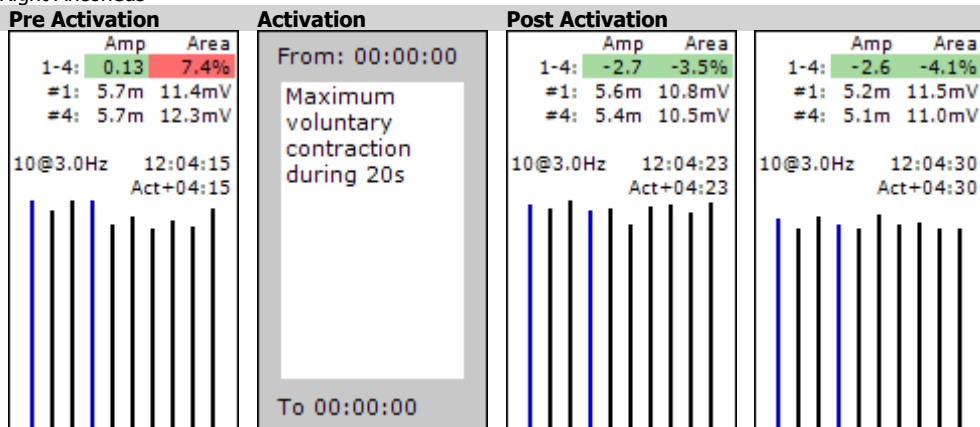 Right Anconeus
Pre Activation
Amp Area
1-4: 0.13 7.4%
#1: 5.7m 11.4mV
#4: 5.7m 12.3mV
10@3.0Hz 12:04:15
Act+04:15
Activation
From: 00:00:00
Maximum
voluntary
contraction
during 20s
To 00:00:00
Post Activation
Amp Area
1-4: -2.7 -3.5%
#1: 5.6m 10.8mV
#4: 5.4m 10.5mV
10@3.0Hz 12:04:23
Act+04:23
Amp Area
1-4: -2.6 -4.1%
#1: 5.2m 11.5mV
#4: 5.1m 11.0mV
10@3.0Hz 12:04:30
Act+04:30